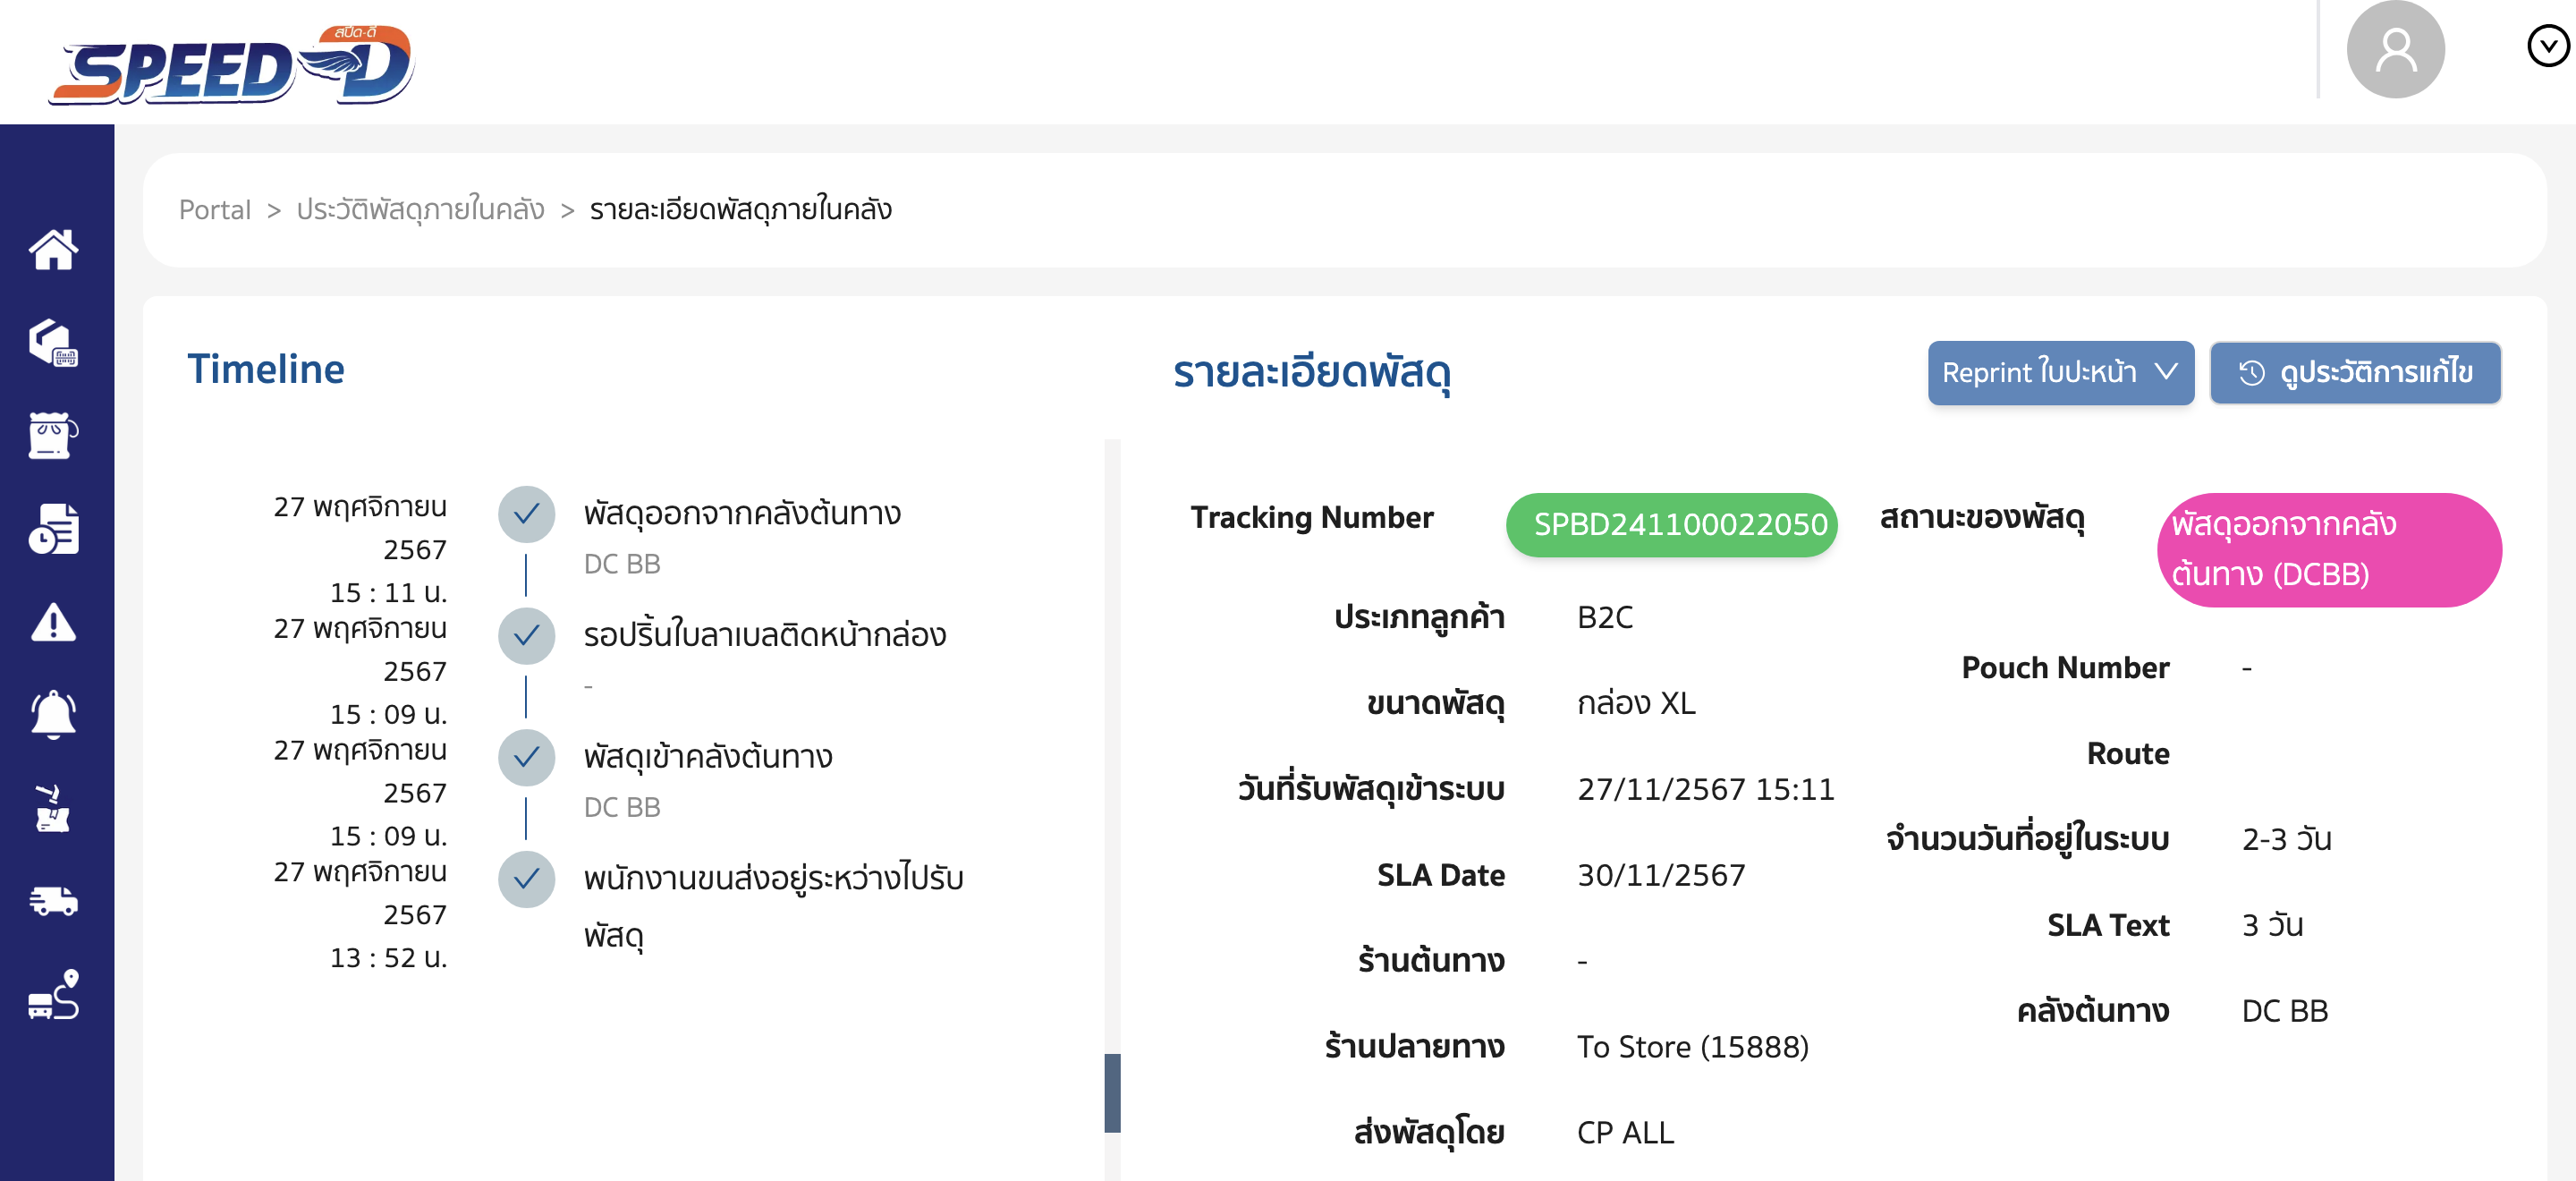 สปีด-ดี
SPEED-D
Portal > ประวัติพัสดุภายในคลัง > รายละเอียดพัสดุภายในคลัง
Timeline
27 พฤศจิกายน
2567
15 : 11 น.
พัสดุออกจากคลังต้นทาง
DC BB
27 พฤศจิกายน
2567
15 : 09 น.
รอปริ้นใบลาเบลติดหน้ากล่อง
-
27 พฤศจิกายน
2567
15 : 09 น.
พัสดุเข้าคลังต้นทาง
DC BB
27 พฤศจิกายน
2567
13 : 52 น.
พนักงานขนส่งอยู่ระหว่างไปรับ
พัสดุ
รายละเอียดพัสดุ
Reprint ใบปะหน้า
ดูประวัติการแก้ไข
Tracking Number SPBD241100022050
ประเภทลูกค้า B2C
ขนาดพัสดุ กล่อง XL
วันที่รับพัสดุเข้าระบบ 27/11/2567 15:11
SLA Date 30/11/2567
ร้านต้นทาง -
ร้านปลายทาง To Store (15888)
ส่งพัสดุโดย CP ALL
สถานะของพัสดุ พัสดุออกจากคลัง
ต้นทาง (DCBB)
Pouch Number -
Route
จำนวนวันที่อยู่ในระบบ 2-3 วัน
SLA Text 3 วัน
คลังต้นทาง DC BB